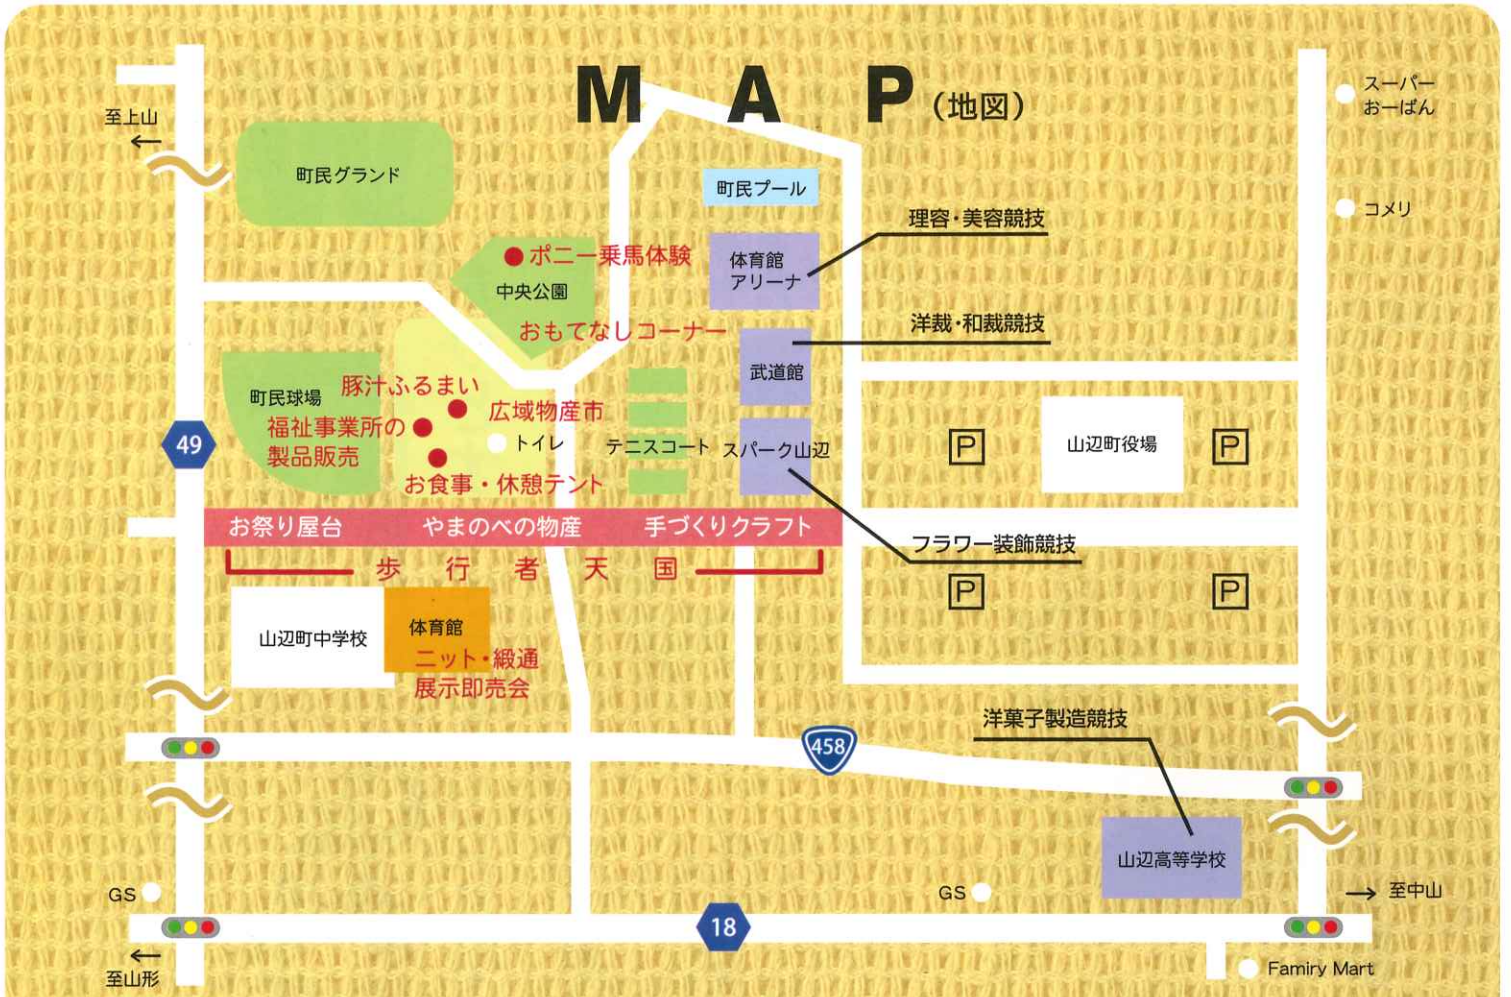 MAP(地図)
至上山
←
スーパー
おーばん
町民グランド
町民プール
コメリ
理容・美容競技
ポニー乗馬体験
体育館
アリーナ
中央公園
おもてなしコーナー
洋裁・和裁競技
武道館
豚汁ふるまい
町民球場
広域物産市
福祉事業所の
製品販売
トイレ
テニスコート
スパーク山辺
49
P
山辺町役場
P
お食事・休憩テント
お祭り屋台
やまのべの物産
手づくりクラフト
フラワー装飾競技
歩行者天国
P
P
山辺町中学校
体育館
ニット・緞通
展示即売会
洋菓子製造競技
458
山辺高等学校
GS
GS
→ 至中山
18
←
至山形
Famiry Mart